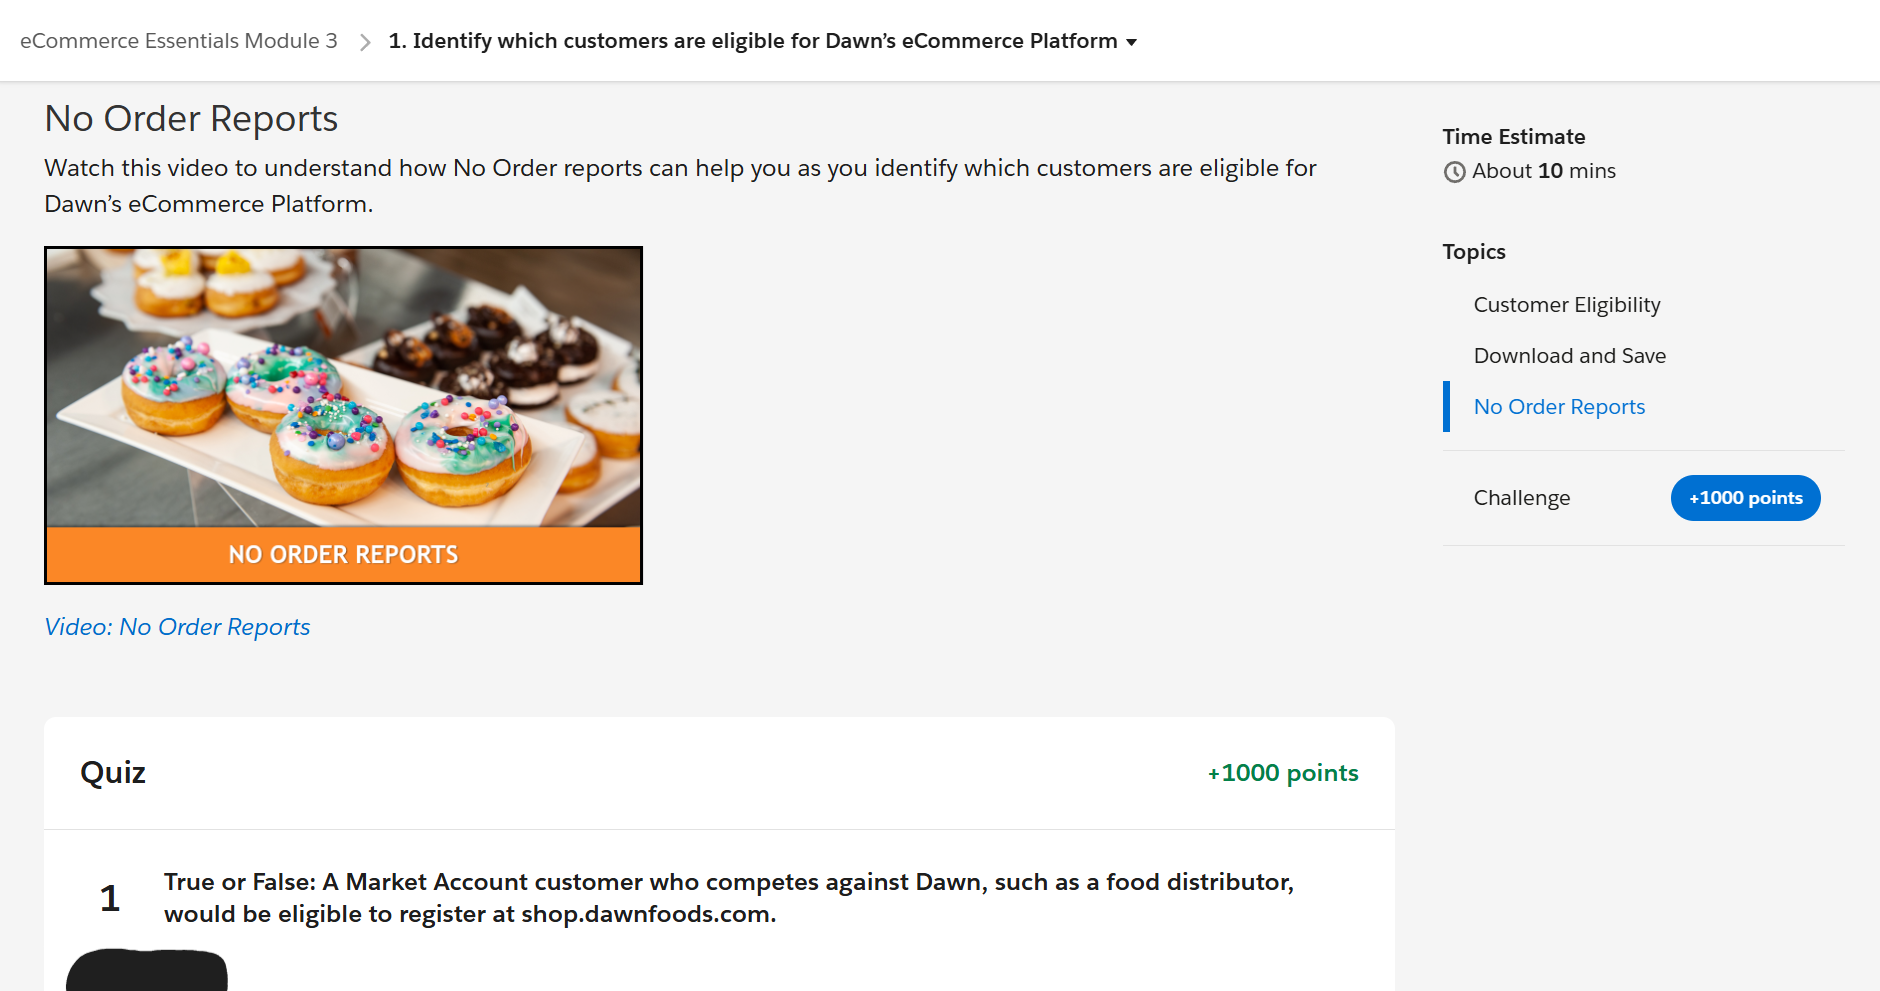 eCommerce Essentials Module 3
1. Identify which customers are eligible for Dawn’s eCommerce Platform
No Order Reports
Watch this video to understand how No Order reports can help you as you identify which customers are eligible for
Dawn’s eCommerce Platform.
NO ORDER REPORTS
Video: No Order Reports
Quiz
+1000 points
1
True or False: A Market Account customer who competes against Dawn, such as a food distributor,
would be eligible to register at shop.dawnfoods.com.
Time Estimate
About 10 mins
Topics
Customer Eligibility
Download and Save
No Order Reports
Challenge
+1000 points